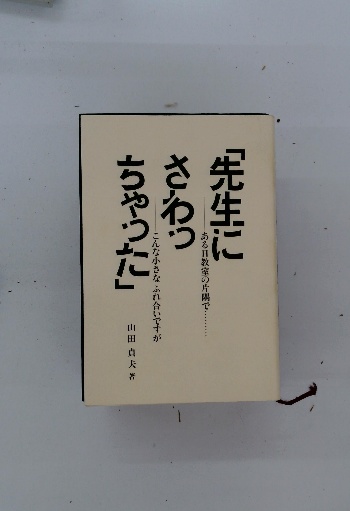 「先生に
さわっ
ちゃった」
――ある日教室の片隅で………
――こんな小さなふれ合いですが
山田貞夫著